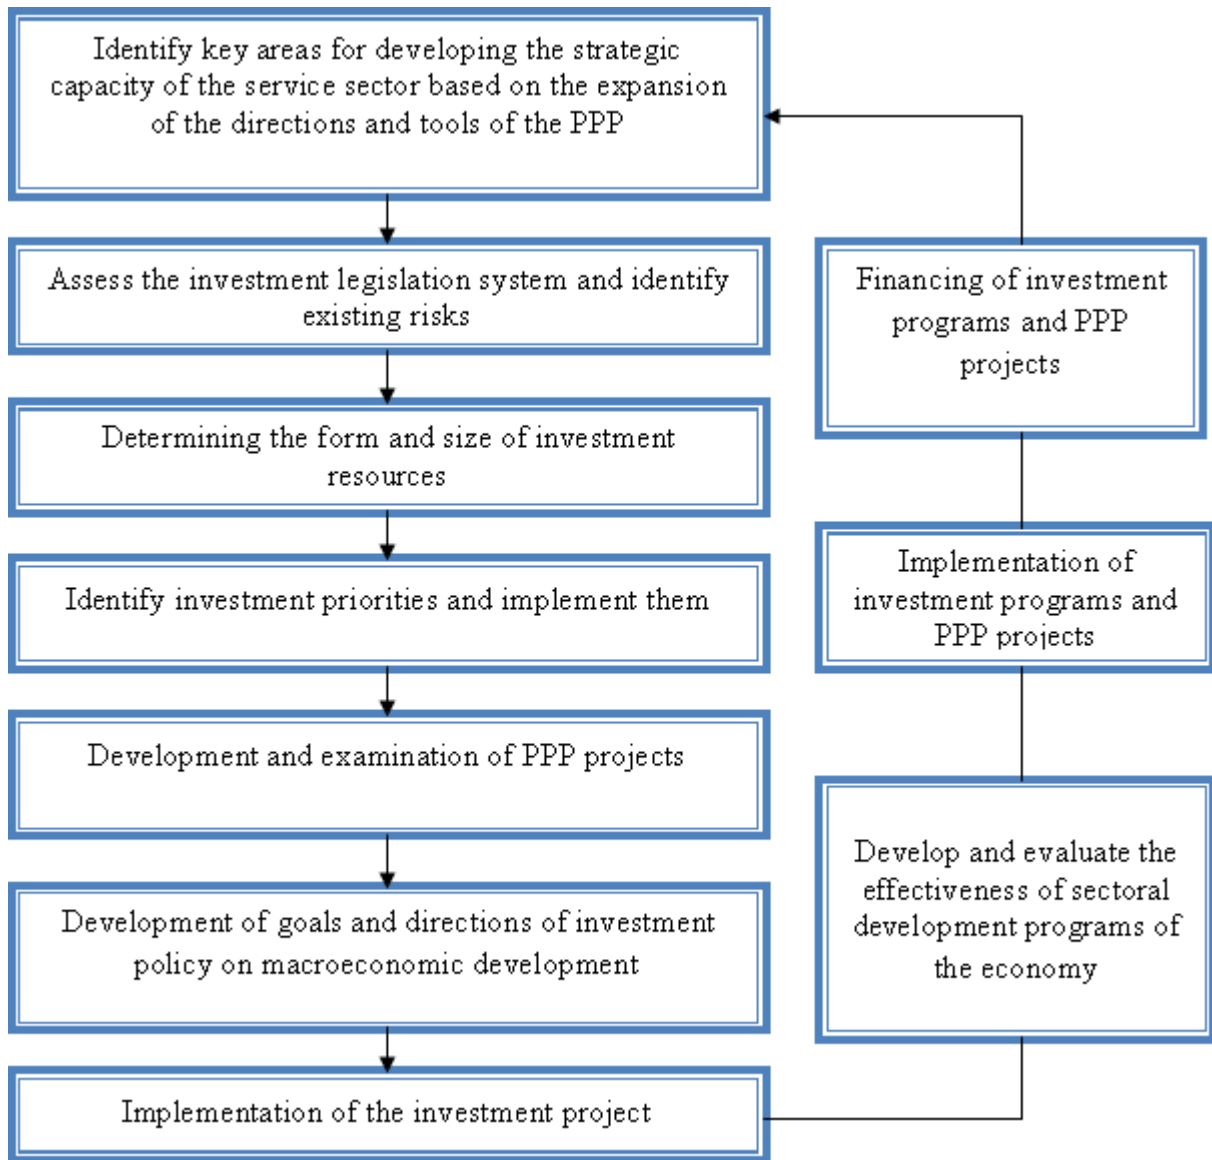 Identify key areas for developing the strategic
capacity of the service sector based on the expansion
of the directions and tools of the PPP
Assess the investment legislation system and identify
existing risks
Determining the form and size of investment
resources
Identify investment priorities and implement them
Development and examination of PPP projects
Development of goals and directions of investment
policy on macroeconomic development
Implementation of the investment project
Financing of investment
programs and PPP
projects
Implementation of
investment programs and
PPP projects
Develop and evaluate the
effectiveness of sectoral
development programs of
the economy